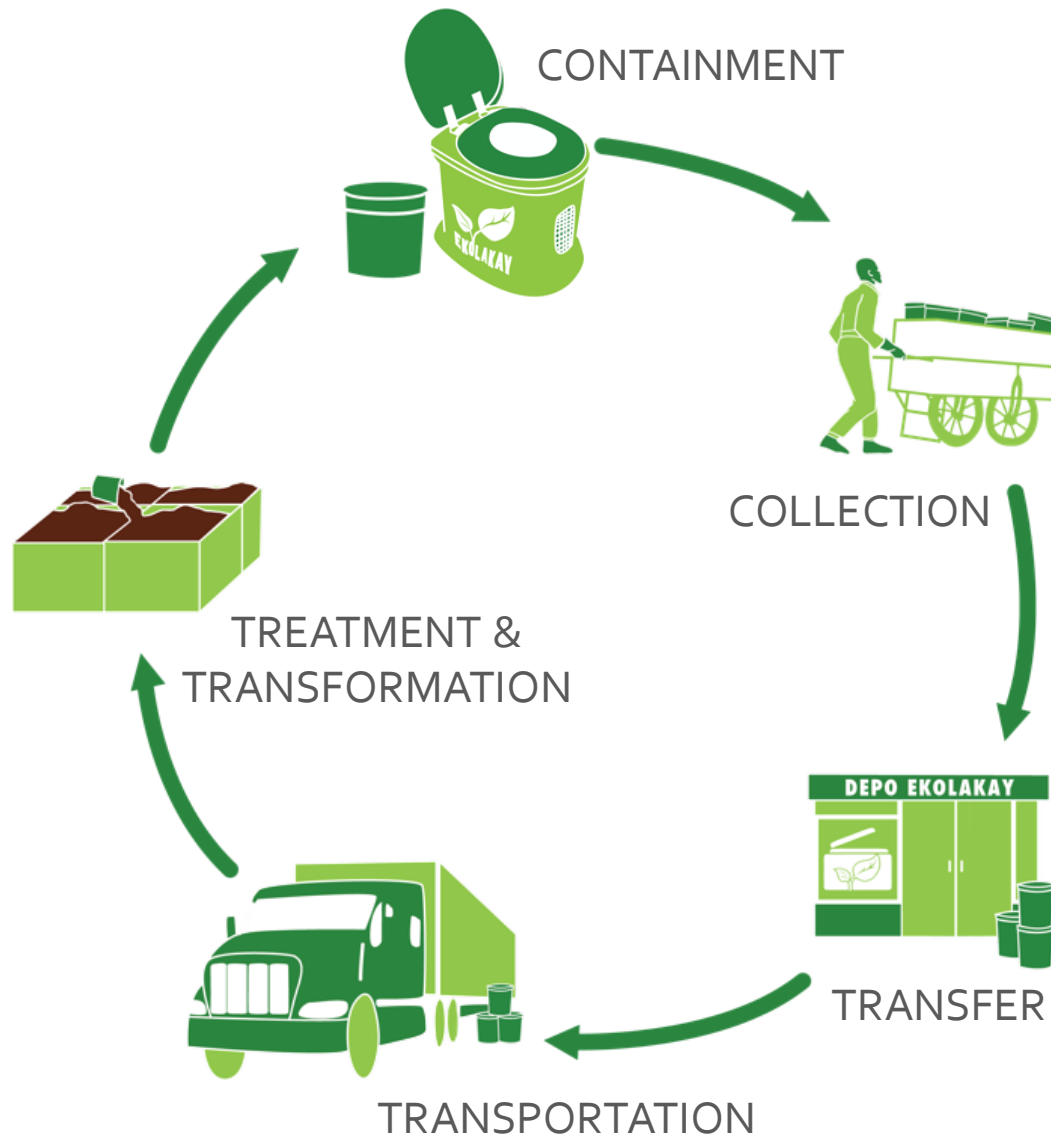 CONTAINMENT
EKOLAKAY
COLLECTION
DEPO EKOLAKAY
TRANSFER
TRANSPORTATION
TREATMENT &
TRANSFORMATION